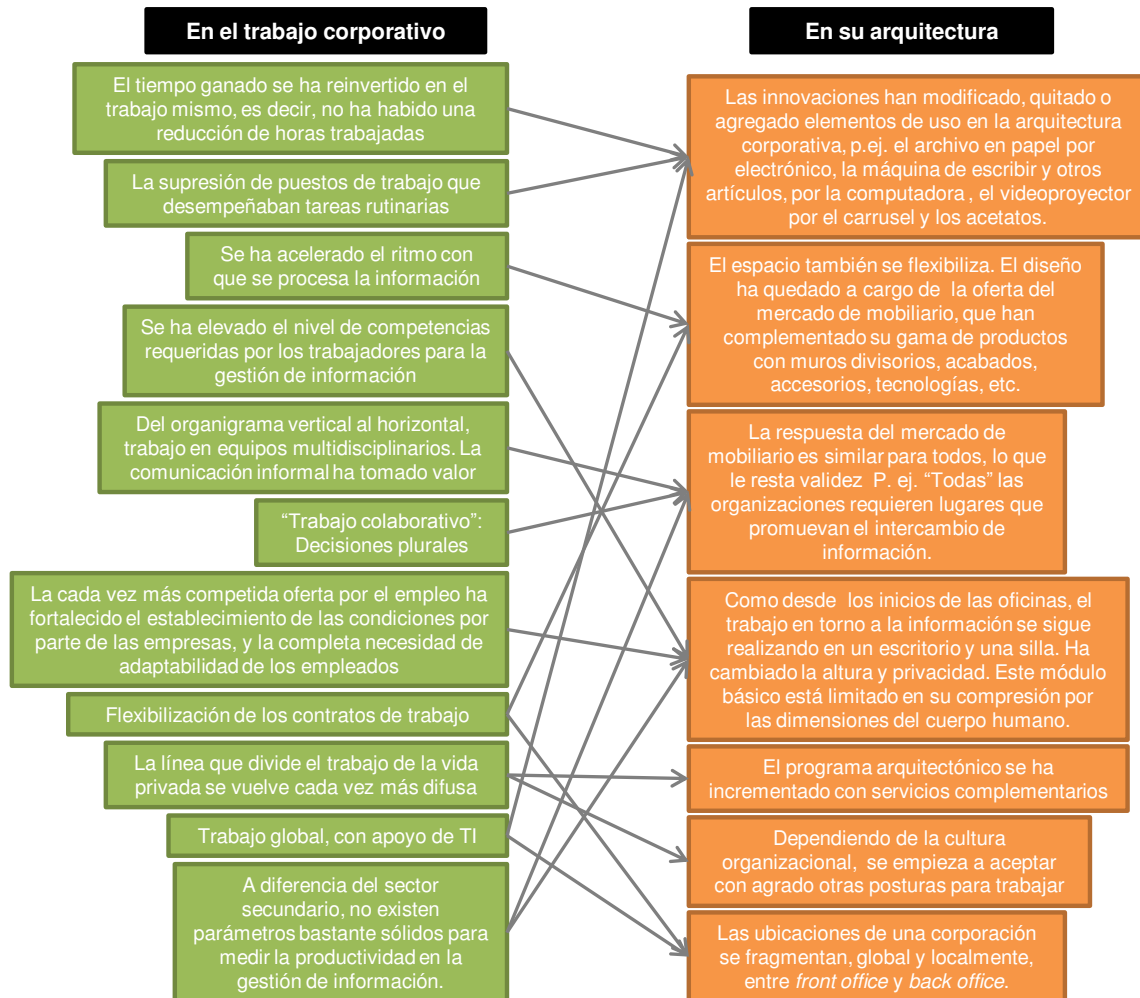 En el trabajo corporativo
El tiempo ganado se ha reinvertido en el
trabajo mismo, es decir, no ha habido una
reducción de horas trabajadas
La supresión de puestos de trabajo que
desempeñaban tareas rutinarias
Se ha acelerado el ritmo con
que se procesa la información
Se ha elevado el nivel de competencias
requeridas por los trabajadores para la
gestión de información
Del organigrama vertical al horizontal,
trabajo en equipos multidisciplinarios. La
comunicación informal ha tomado valor
“Trabajo colaborativo”:
Decisiones plurales
La cada vez más competida oferta por el empleo ha
fortalecido el establecimiento de las condiciones por
parte de las empresas, y la completa necesidad de
adaptabilidad de los empleados
Flexibilización de los contratos de trabajo
La línea que divide el trabajo de la vida
privada se vuelve cada vez más difusa
Trabajo global, con apoyo de TI
A diferencia del sector
secundario, no existen
parámetros bastante sólidos para
medir la productividad en la
gestión de información.
En su arquitectura
Las innovaciones han modificado, quitado o
agregado elementos de uso en la arquitectura
corporativa, p.ej. el archivo en papel por
electrónico, la máquina de escribir y otros
artículos, por la computadora , el videoproyector
por el carrusel y los acetatos.
El espacio también se flexibiliza. El diseño
ha quedado a cargo de la oferta del
mercado de mobiliario, que han
complementado su gama de productos
con muros divisorios, acabados,
accesorios, tecnologías, etc.
La respuesta del mercado de
mobiliario es similar para todos, lo que
le resta validez P. ej. “Todas” las
organizaciones requieren lugares que
promuevan el intercambio de
información.
Como desde los inicios de las oficinas, el
trabajo en torno a la información se sigue
realizando en un escritorio y una silla. Ha
cambiado la altura y privacidad. Este módulo
básico está limitado en su compresión por
las dimensiones del cuerpo humano.
El programa arquitectónico se ha
incrementado con servicios complementarios
Dependiendo de la cultura
organizacional, se empieza a aceptar
con agrado otras posturas para trabajar
Las ubicaciones de una corporación
se fragmentan, global y localmente,
entre front office y back office.